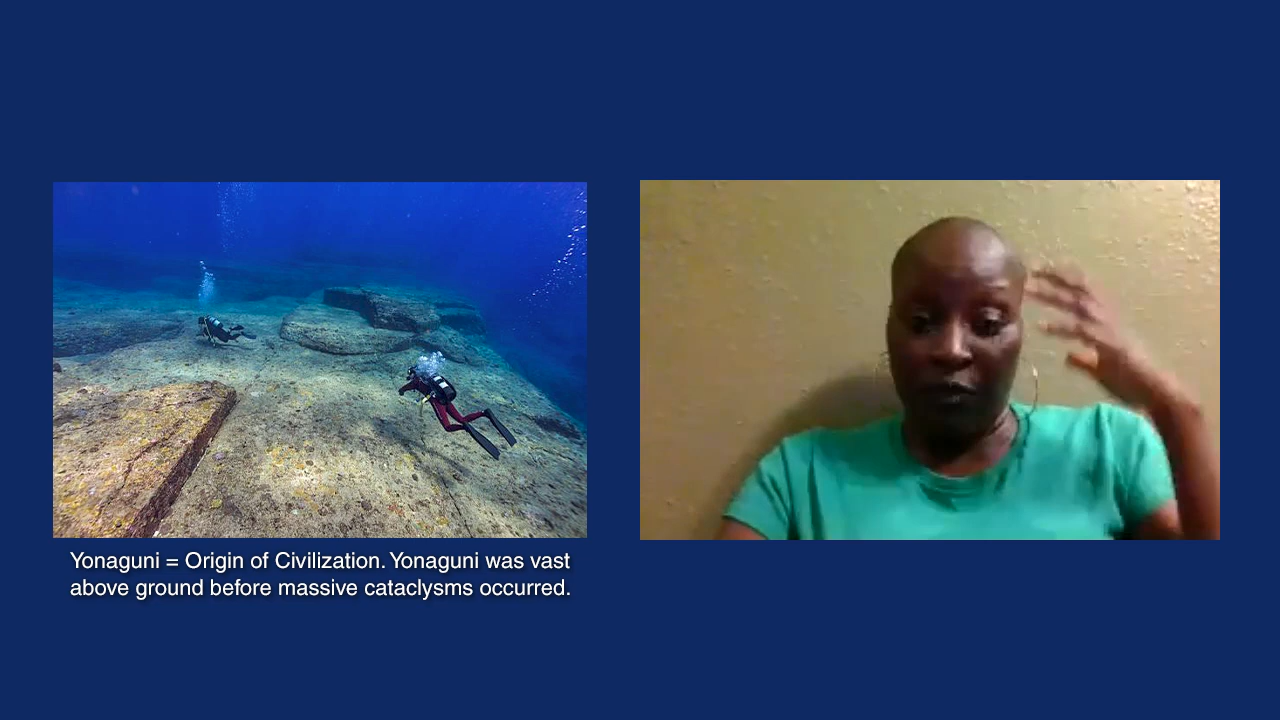 Yonaguni = Origin of Civilization. Yonaguni was vast
above ground before massive cataclysms occurred.